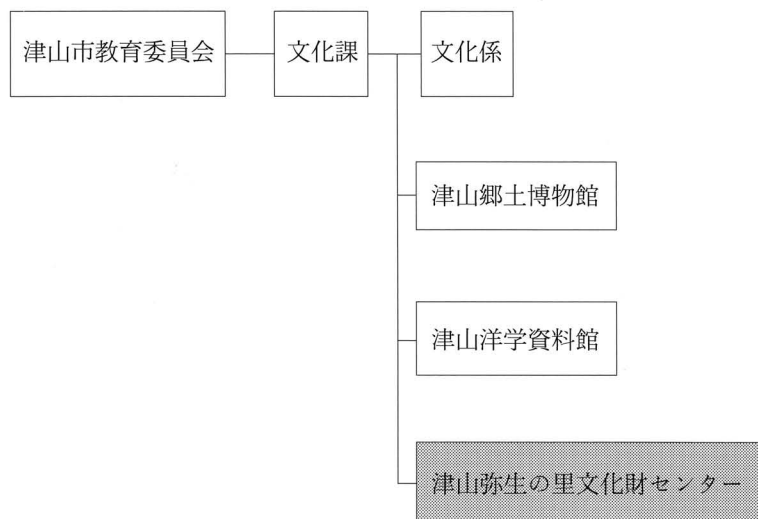 津山市教育委員会
文化課
文化係
津山郷土博物館
津山洋学資料館
津山弥生の里文化財センター